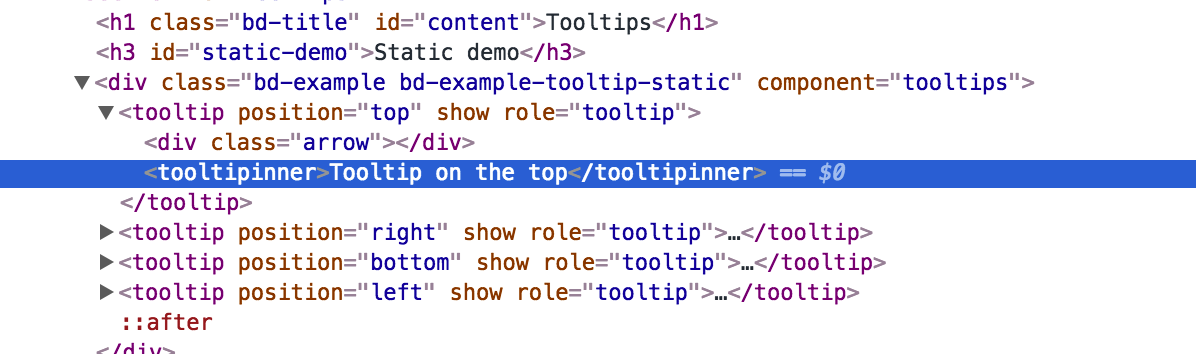 <h1 class="bd-title" id="content">Tooltips</h1>
<h3 id="static-demo">Static demo</h3>
▼<div class="bd-example bd-example-tooltip-static" component="tooltips">
▼<tooltip position="top" show role="tooltip">
<div class="arrow"></div>
<tooltipinner>Tooltip on the top</tooltipinner> == $0
</tooltip>
▶<tooltip position="right" show role="tooltip">…</tooltip>
▶<tooltip position="bottom" show role="tooltip">…</tooltip>
▶<tooltip position="left" show role="tooltip">…</tooltip>
::after
</div>